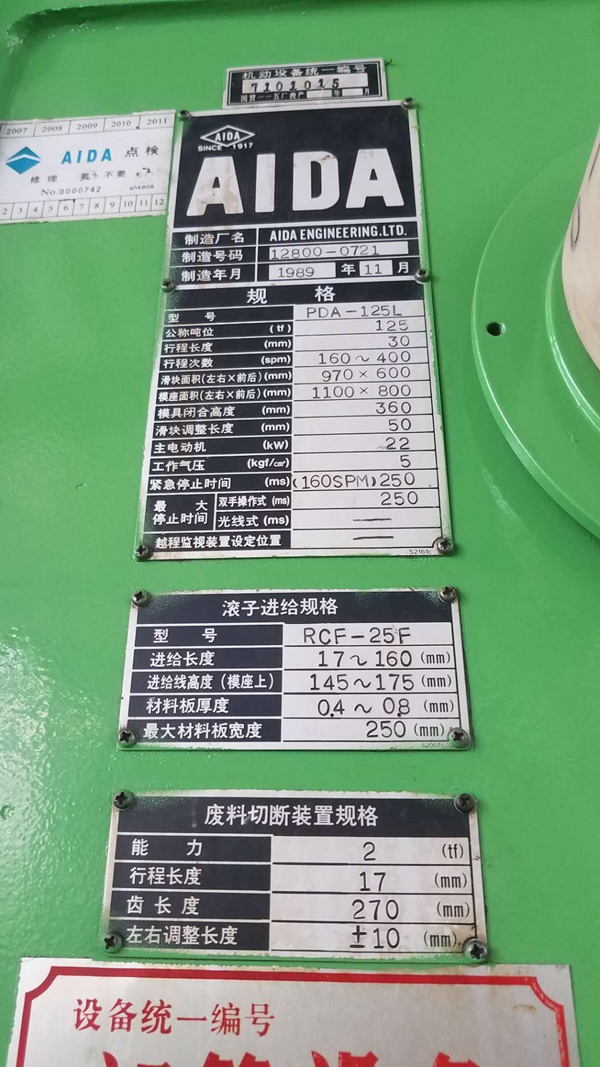 机动设备统一编号
7101015
2007 2008 2009 2010 2011
AIDA 点検
修理 不要
No.0000742
2 3 4 5 6 7 8 9 10 11 12
AIDA
SINCE 1917
AIDA
制造厂名 AIDA ENGINEERING.LTD.
制造号码 12800-0721
制造年月 1989 年 11 月
规 格
型 号 PDA-125L
公称吨位 (tf) 125
行程长度 (mm) 30
行程次数 (spm) 160~400
滑块面积(左右×前后)(mm) 970×600
模座面积(左右×前后)(mm) 1100×800
模具闭合高度 (mm) 360
滑块调整长度 (mm) 50
主电动机 (kW) 22
工作气压 (kgf/cm²) 5
紧急停止时间 (ms) (160SPM)250
最大停止时间 双手操作式(ms) 250
光线式(ms) —
越程监视装置设定位置 —
S2161c
滚子进给规格
型 号 RCF-25F
进给长度 17~160 (mm)
进给线高度(模座上) 145~175 (mm)
材料板厚度 0.4~0.8 (mm)
最大材料板宽度 250 (mm)
废料切断装置规格
能 力 2 (tf)
行程长度 17 (mm)
齿长度 270 (mm)
左右调整长度 ±10 (mm)
设备统一编号